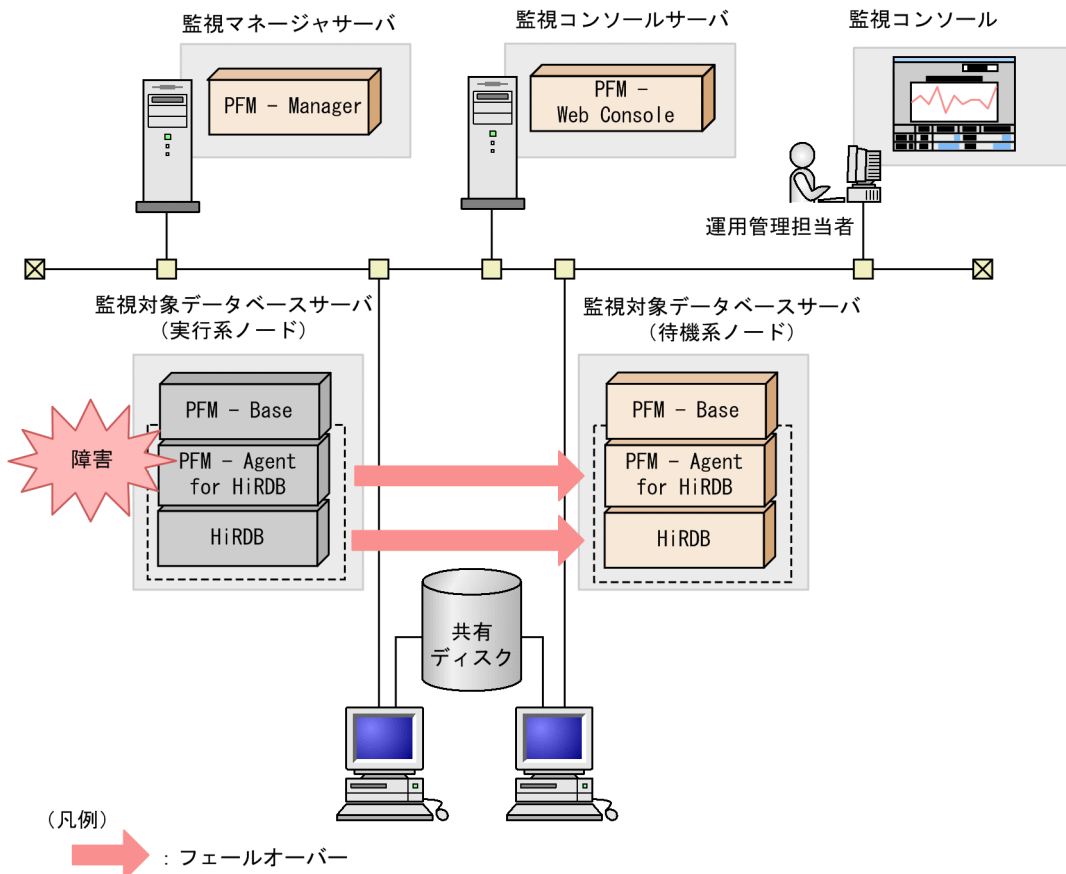 監視マネージャサーバ
監視コンソールサーバ
監視コンソール
PFM - Manager
PFM -
Web Console
運用管理担当者
監視対象データベースサーバ
(実行系ノード)
監視対象データベースサーバ
(待機系ノード)
PFM - Base
障害
PFM - Agent
for HiRDB
HiRDB
PFM - Base
PFM - Agent
for HiRDB
HiRDB
共有
ディスク
(凡例)
:フェールオーバー